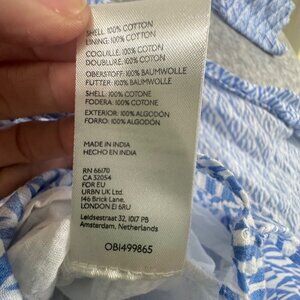 SHELL: 100% COTTON
LINING: 100% COTTON
COQUILLE: 100% COTON
DOUBLURE: 100% COTON
OBERSTOFF: 100% BAUMWOLLE
FUTTER: 100% BAUMWOLLE
SHELL: 100% COTONE
FODERA: 100% COTONE
EXTERIOR: 100% ALGODÓN
FORRO: 100% ALGODÓN
MADE IN INDIA
HECHO EN INDIA
RN 66170
CA 32054
FOR EU
URBN UK Ltd.
146 Brick Lane,
LONDON E1 6RU
Leidsestraat 32, 1017 PB
Amsterdam, Netherlands
OB1499865